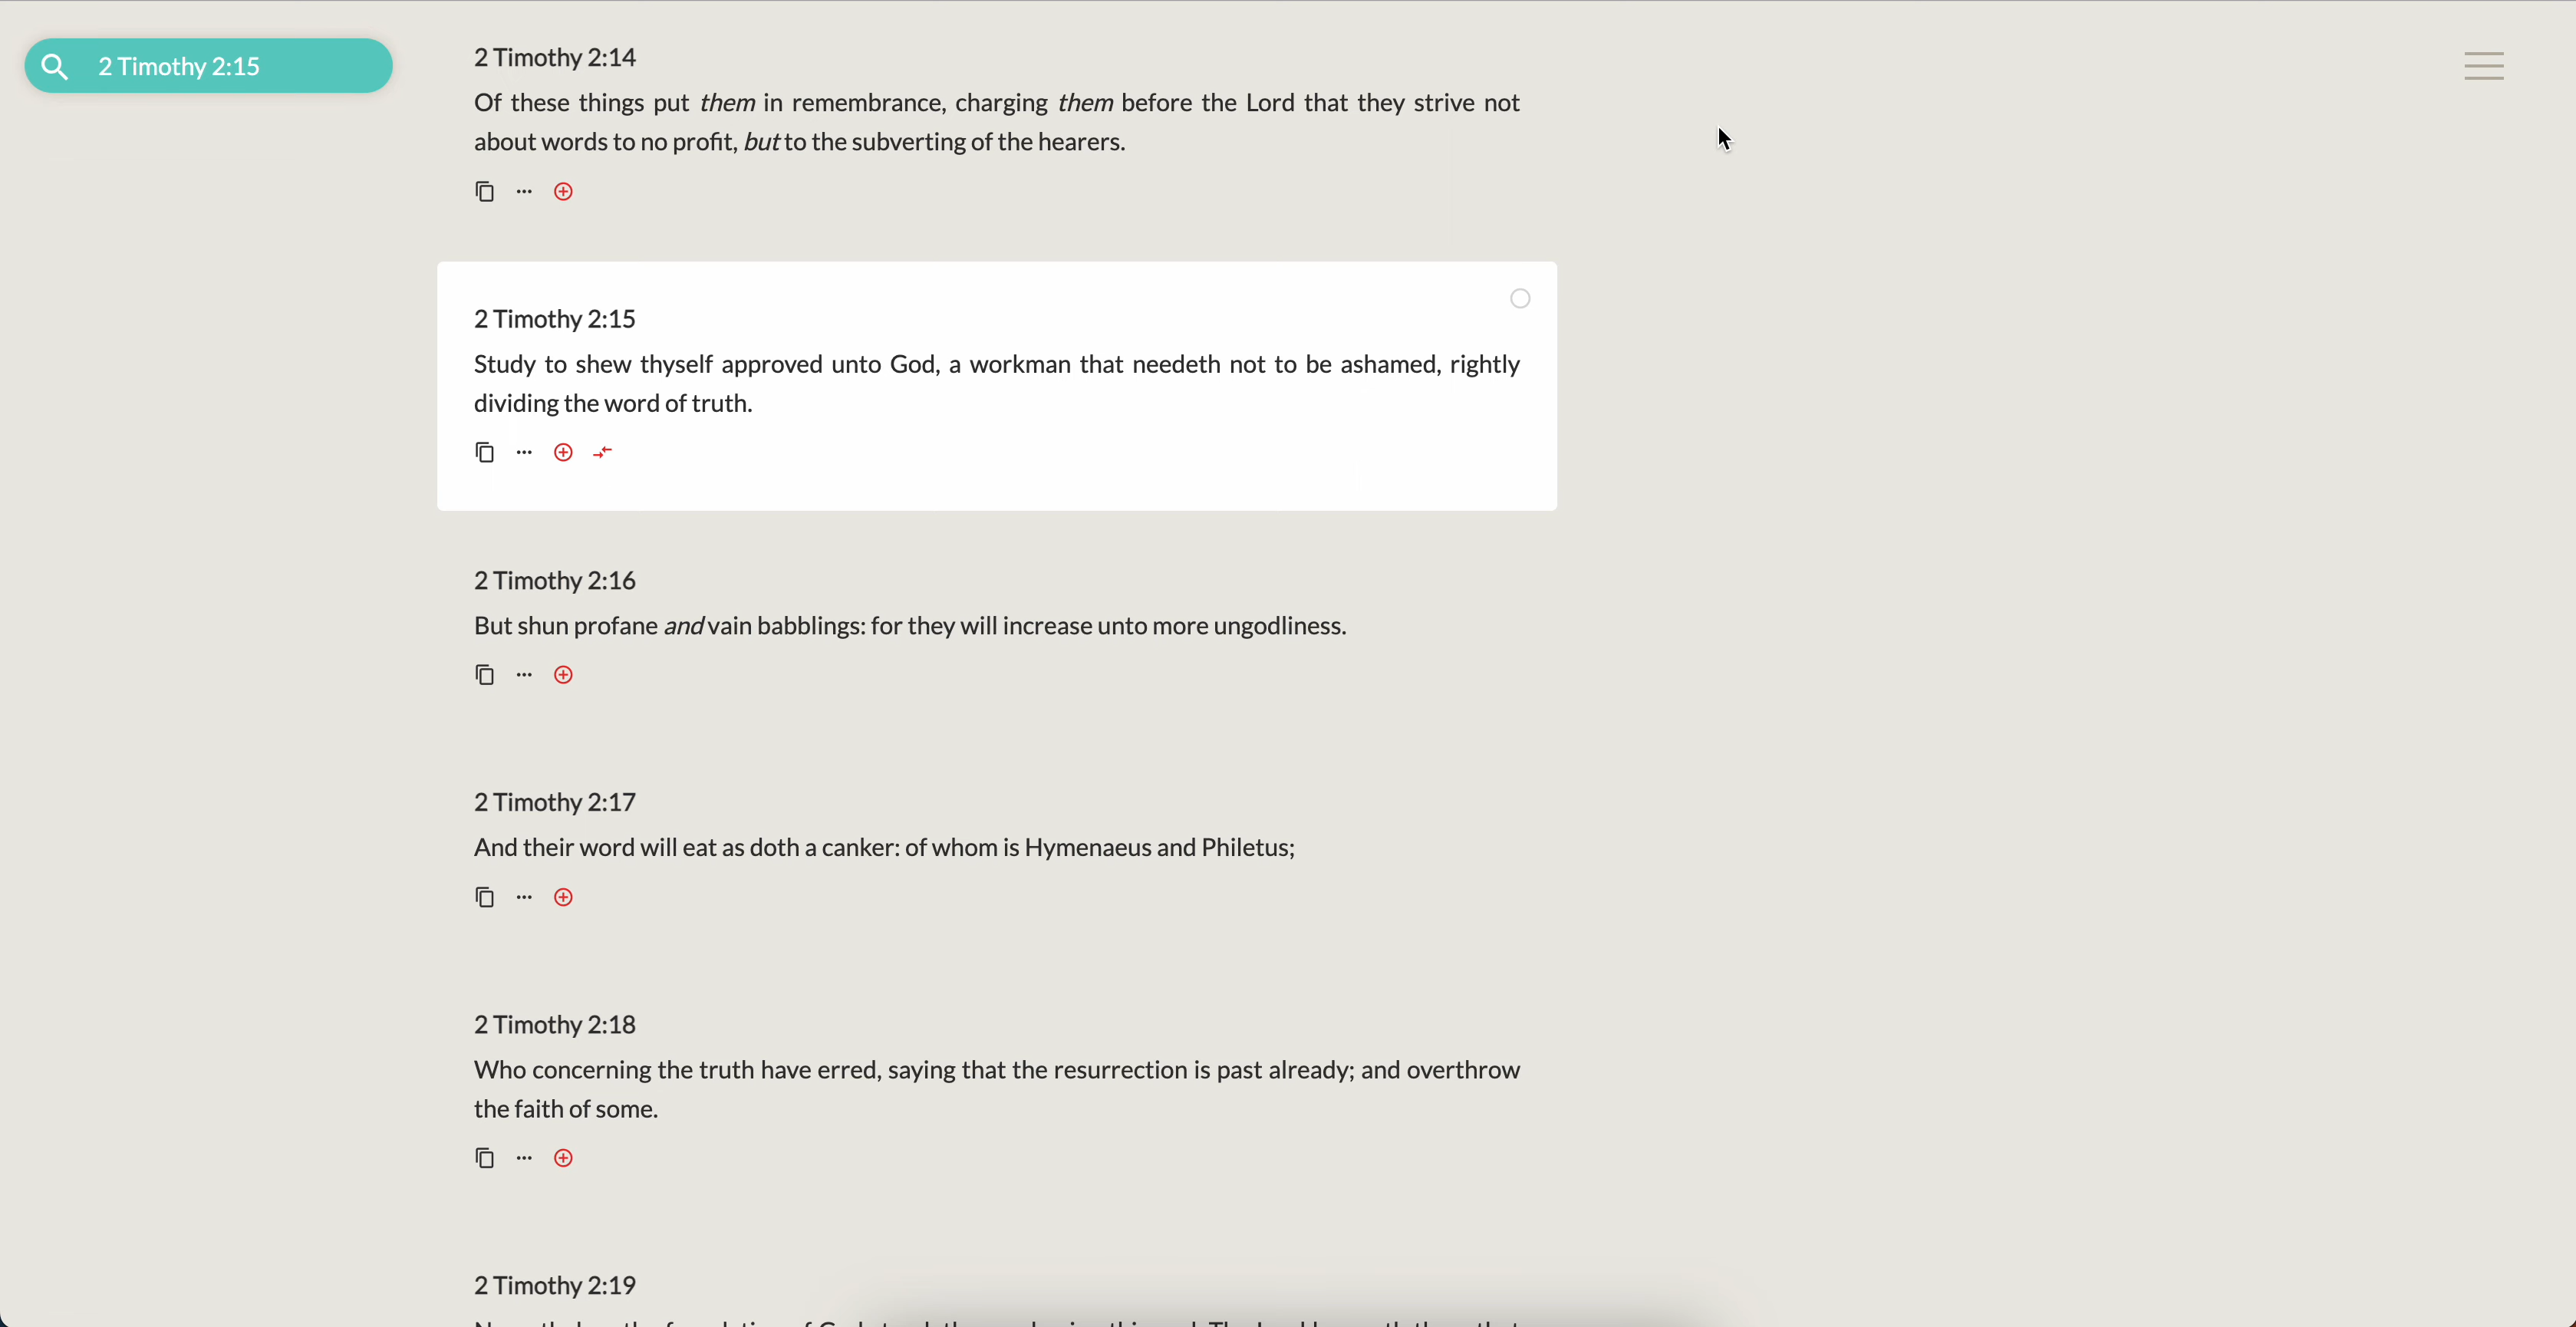 2 Timothy 2:15
2 Timothy 2:14
Of these things put them in remembrance, charging them before the Lord that they strive not
about words to no profit, but to the subverting of the hearers.
2 Timothy 2:15
Study to shew thyself approved unto God, a workman that needeth not to be ashamed, rightly
dividing the word of truth.
2 Timothy 2:16
But shun profane and vain babblings: for they will increase unto more ungodliness.
2 Timothy 2:17
And their word will eat as doth a canker: of whom is Hymenaeus and Philetus;
2 Timothy 2:18
Who concerning the truth have erred, saying that the resurrection is past already; and overthrow
the faith of some.
2 Timothy 2:19